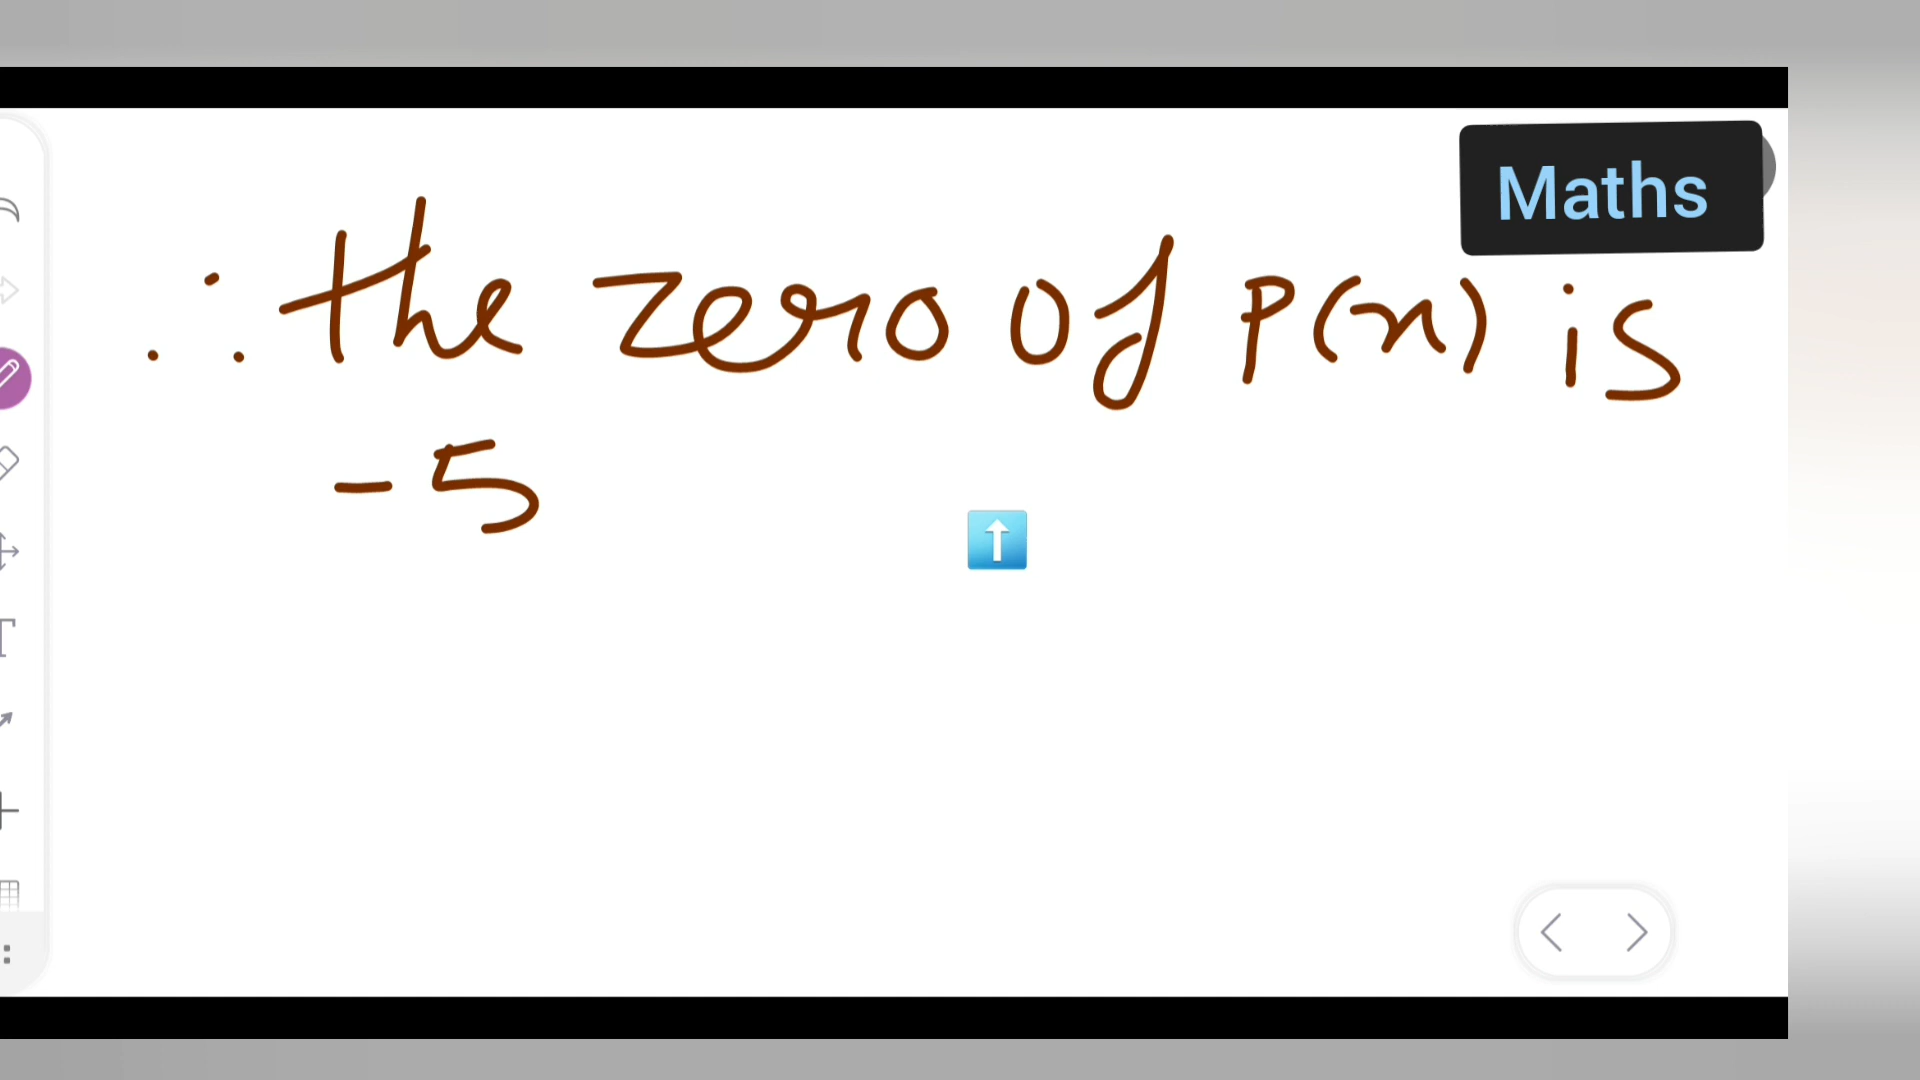 Maths
∴ the zero of p(x) is
-5